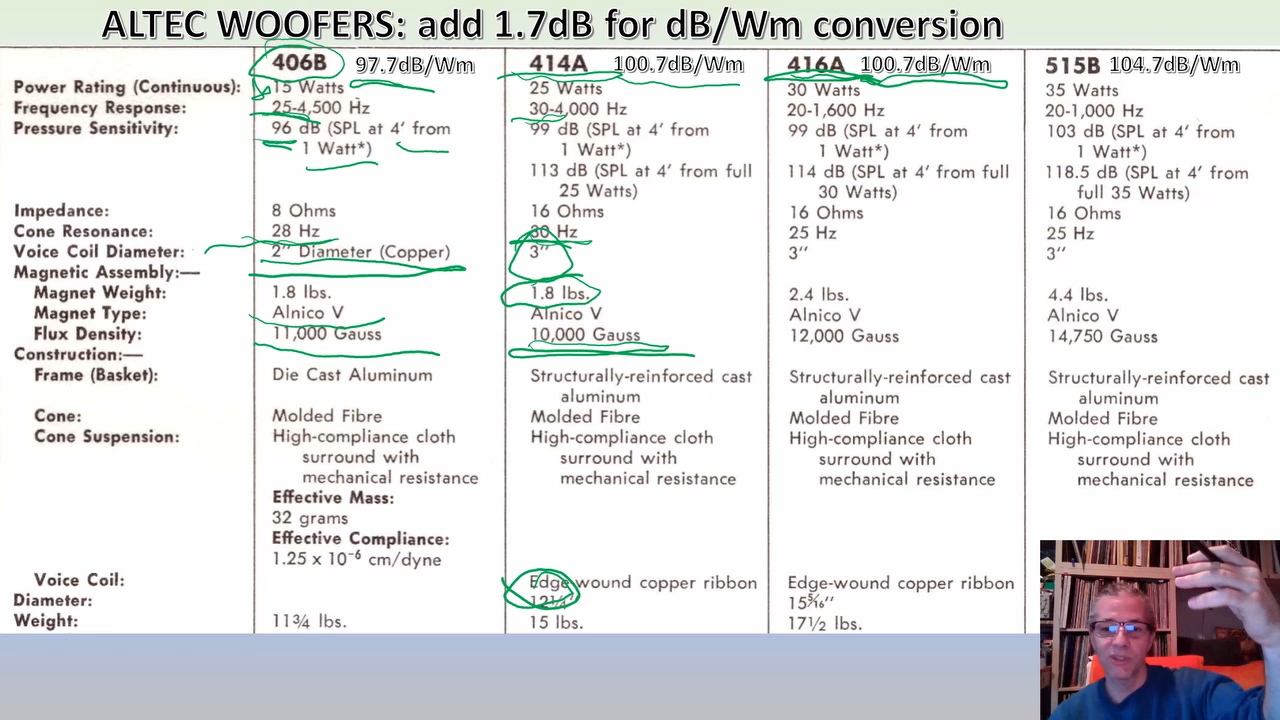 ALTEC WOOFERS: add 1.7dB for dB/Wm conversion
406B 97.7dB/Wm 414A 100.7dB/Wm 416A 100.7dB/Wm 515B 104.7dB/Wm
Power Rating (Continuous): 15 Watts 25 Watts 30 Watts 35 Watts
Frequency Response: 25-4,500 Hz 30-4,000 Hz 20-1,600 Hz 20-1,000 Hz
Pressure Sensitivity: 96 dB (SPL at 4' from 99 dB (SPL at 4' from 99 dB (SPL at 4' from 103 dB (SPL at 4' from
1 Watt*) 1 Watt*) 1 Watt*) 1 Watt*)
113 dB (SPL at 4' from full 114 dB (SPL at 4' from full 118.5 dB (SPL at 4' from
25 Watts) 30 Watts) full 35 Watts)
Impedance: 8 Ohms 16 Ohms 16 Ohms 16 Ohms
Cone Resonance: 28 Hz 30 Hz 25 Hz 25 Hz
Voice Coil Diameter: 2'' Diameter (Copper) 3'' 3'' 3''
Magnetic Assembly:—
Magnet Weight: 1.8 lbs. 1.8 lbs. 2.4 lbs. 4.4 lbs.
Magnet Type: Alnico V Alnico V Alnico V Alnico V
Flux Density: 11,000 Gauss 10,000 Gauss 12,000 Gauss 14,750 Gauss
Construction:—
Frame (Basket): Die Cast Aluminum Structurally-reinforced cast Structurally-reinforced cast Structurally-reinforced cast
aluminum aluminum aluminum
Cone: Molded Fibre Molded Fibre Molded Fibre Molded Fibre
Cone Suspension: High-compliance cloth High-compliance cloth High-compliance cloth High-compliance cloth
surround with surround with surround with surround with
mechanical resistance mechanical resistance mechanical resistance mechanical resistance
Effective Mass:
32 grams
Effective Compliance:
1.25 x 10⁻⁶ cm/dyne
Voice Coil: Edge-wound copper ribbon Edge-wound copper ribbon
Diameter: 12¼'' 15⁵⁄₁₆''
Weight: 11¾ lbs. 15 lbs. 17½ lbs.